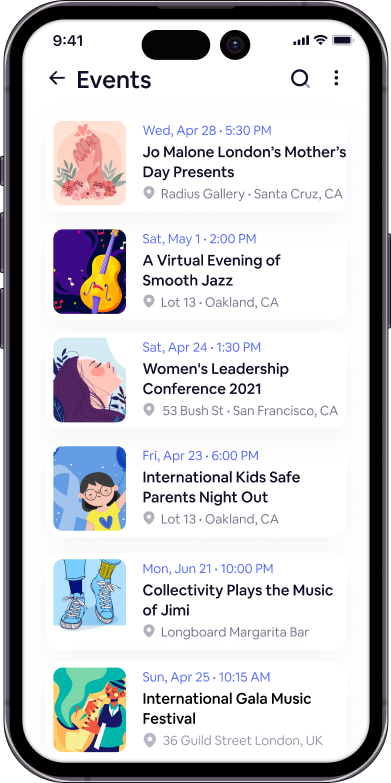 9:41
Events
Wed, Apr 28 • 5:30 PM
Jo Malone London’s Mother’s
Day Presents
Radius Gallery • Santa Cruz, CA
Sat, May 1 • 2:00 PM
A Virtual Evening of
Smooth Jazz
Lot 13 • Oakland, CA
Sat, Apr 24 • 1:30 PM
Women's Leadership
Conference 2021
53 Bush St • San Francisco, CA
Fri, Apr 23 • 6:00 PM
International Kids Safe
Parents Night Out
Lot 13 • Oakland, CA
Mon, Jun 21 • 10:00 PM
Collectivity Plays the Music
of Jimi
Longboard Margarita Bar
Sun, Apr 25 • 10:15 AM
International Gala Music
Festival
36 Guild Street London, UK